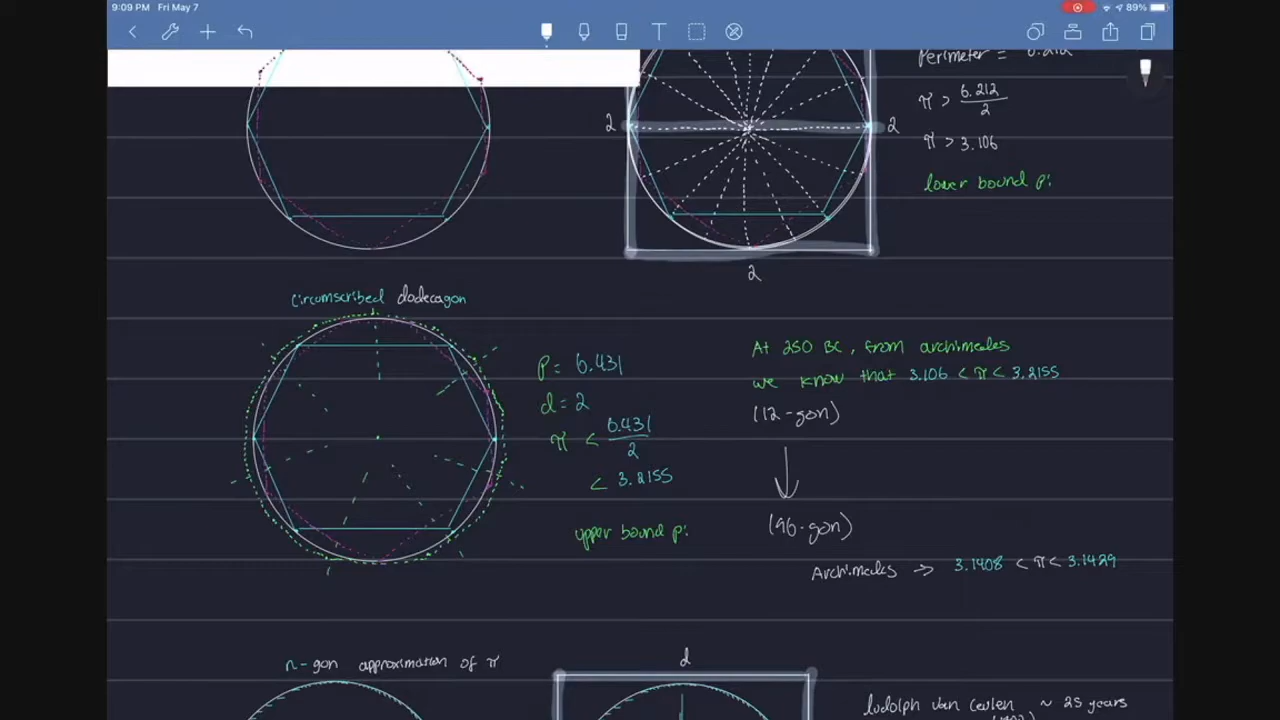 9:09 PM Fri May 7
89%
T
Perimeter = 6.212
π > 6.212/2
2
2
π > 3.106
lower bound pi
2
circumscribed dodecagon
At 250 BC, from archimedes
we know that 3.106 < π < 3.2155
(12-gon)
P = 6.431
d = 2
π < 6.431/2
< 3.2155
upper bound pi
(96-gon)
Archimedes → 3.1408 < π < 3.1429
n-gon approximation of π
d
ludolph van Ceulen ~ 25 years